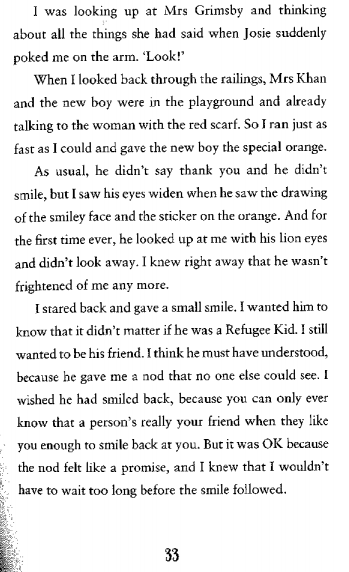 I was looking up at Mrs Grimsby and thinking
about all the things she had said when Josie suddenly
poked me on the arm. ‘Look!’
When I looked back through the railings, Mrs Khan
and the new boy were in the playground and already
talking to the woman with the red scarf. So I ran just as
fast as I could and gave the new boy the special orange.
As usual, he didn’t say thank you and he didn’t
smile, but I saw his eyes widen when he saw the drawing
of the smiley face and the sticker on the orange. And for
the first time ever, he looked up at me with his lion eyes
and didn’t look away. I knew right away that he wasn’t
frightened of me any more.
I stared back and gave a small smile. I wanted him to
know that it didn’t matter if he was a Refugee Kid. I still
wanted to be his friend. I think he must have understood,
because he gave me a nod that no one else could see. I
wished he had smiled back, because you can only ever
know that a person’s really your friend when they like
you enough to smile back at you. But it was OK because
the nod felt like a promise, and I knew that I wouldn’t
have to wait too long before the smile followed.
33